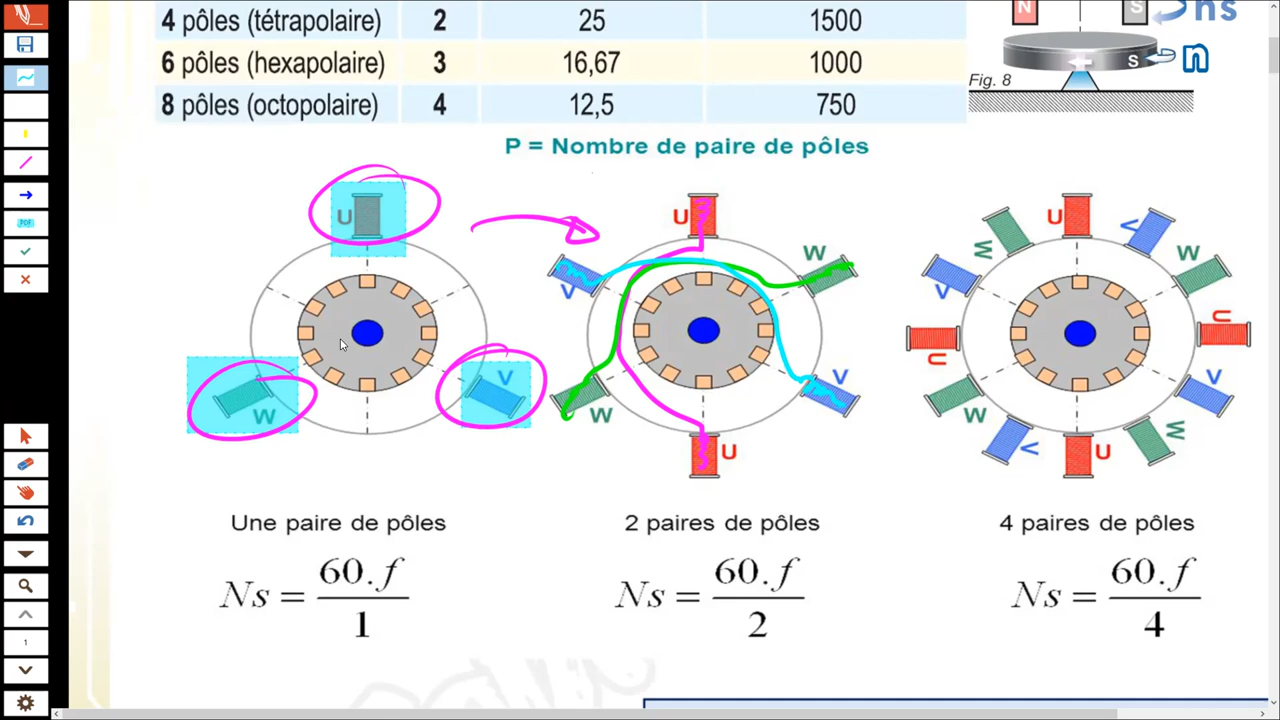 4 pôles (tétrapolaire) 2 25 1500
6 pôles (hexapolaire) 3 16,67 1000
8 pôles (octopolaire) 4 12,5 750
N S ns
S n
Fig. 8
P = Nombre de paire de pôles
U
W V
U
V W
W V
U
U
W V
V W
U U
W V
V W
U
Une paire de pôles 2 paires de pôles 4 paires de pôles
Ns = 60.f / 1 Ns = 60.f / 2 Ns = 60.f / 4
PDF
1